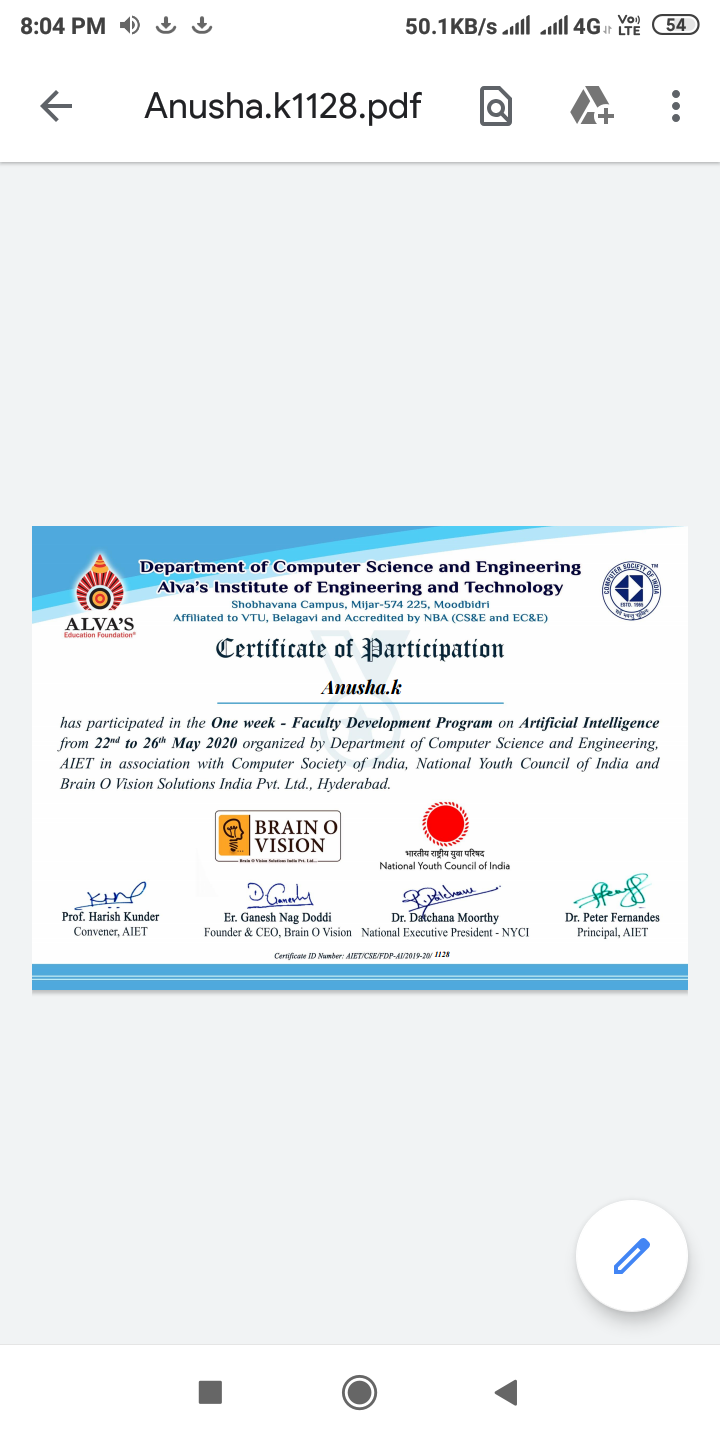 8:04 PM 50.1KB/s 4G Vo)) LTE 54
Anusha.k1128.pdf
Department of Computer Science and Engineering
Alva's Institute of Engineering and Technology
Shobhavana Campus, Mijar-574 225, Moodbidri
Affiliated to VTU, Belagavi and Accredited by NBA (CS&E and EC&E)
ALVA'S
Education Foundation®
COMPUTER SOCIETY OF INDIA
TM
ESTD. 1965
Certificate of Participation
Anusha.k
has participated in the One week - Faculty Development Program on Artificial Intelligence
from 22nd to 26th May 2020 organized by Department of Computer Science and Engineering,
AIET in association with Computer Society of India, National Youth Council of India and
Brain O Vision Solutions India Pvt. Ltd., Hyderabad.
BRAIN O
VISION
Brain O Vision Solutions India Pvt. Ltd.,
भारतीय राष्ट्रीय युवा परिषद
National Youth Council of India
Prof. Harish Kunder
Convener, AIET
Er. Ganesh Nag Doddi
Founder & CEO, Brain O Vision
Dr. Datchana Moorthy
National Executive President - NYCI
Dr. Peter Fernandes
Principal, AIET
Certificate ID Number: AIET/CSE/FDP-AI/2019-20/ 1128